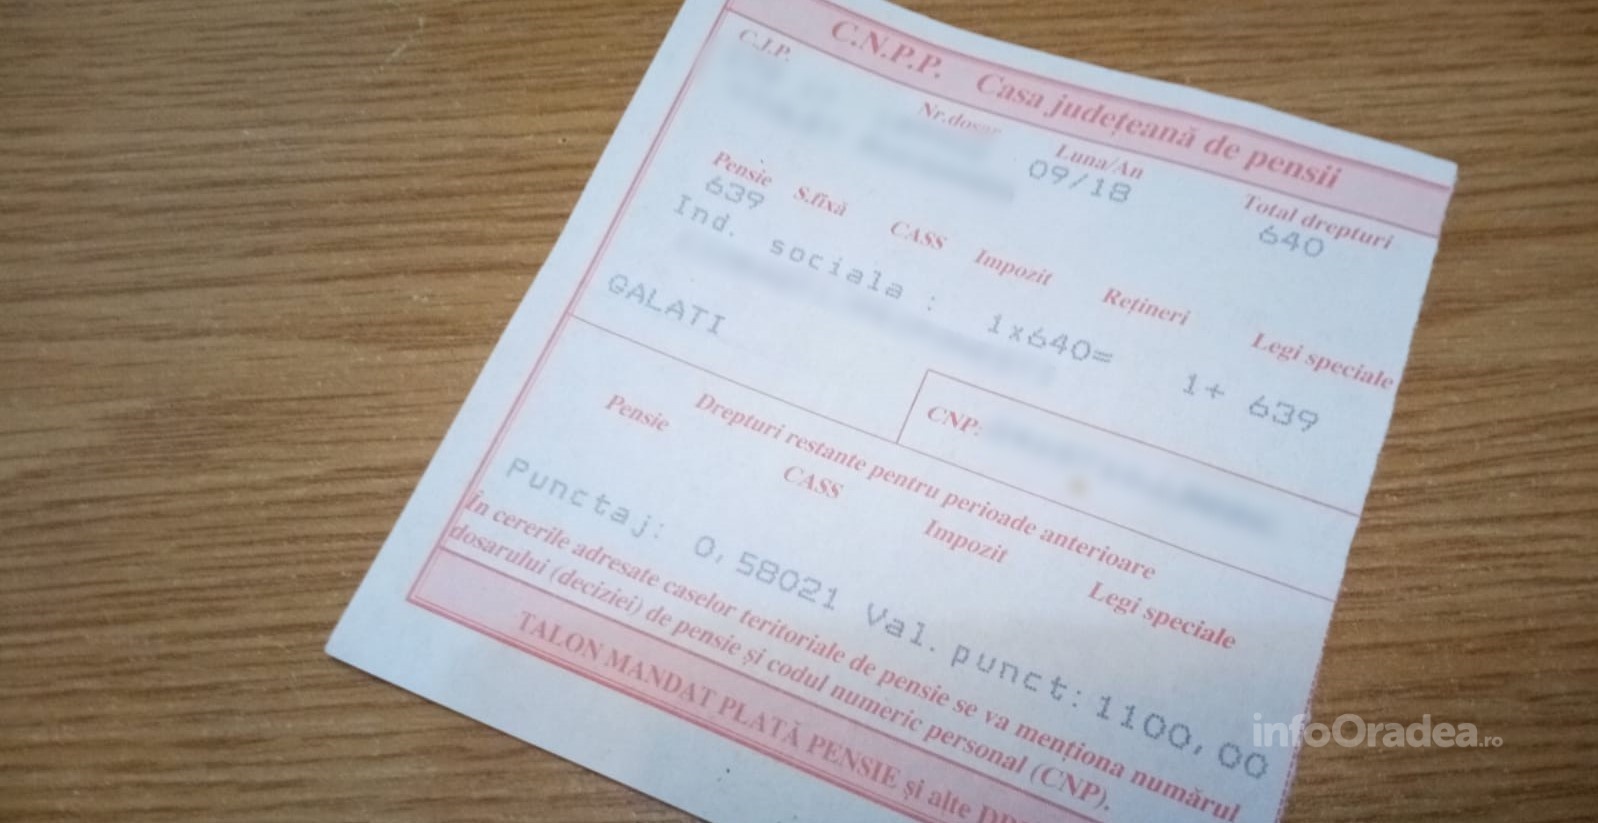 C.N.P.P. Casa județeană de pensii
C.I.P.
Nr.dosar
Luna/An
Total drepturi
09/18
640
Pensie S.fixă CASS Impozit Rețineri Legi speciale
639
Ind. sociala : 1x640= 1+ 639
GALATI
CNP:
Drepturi restante pentru perioade anterioare
Pensie CASS Impozit Legi speciale
Punctaj: 0,58021 Val. punct:1100,00
În cererile adresate caselor teritoriale de pensie se va menționa numărul
dosarului (deciziei) de pensie și codul numeric personal (CNP).
TALON MANDAT PLATĂ PENSIE și alte
infoOradea.ro